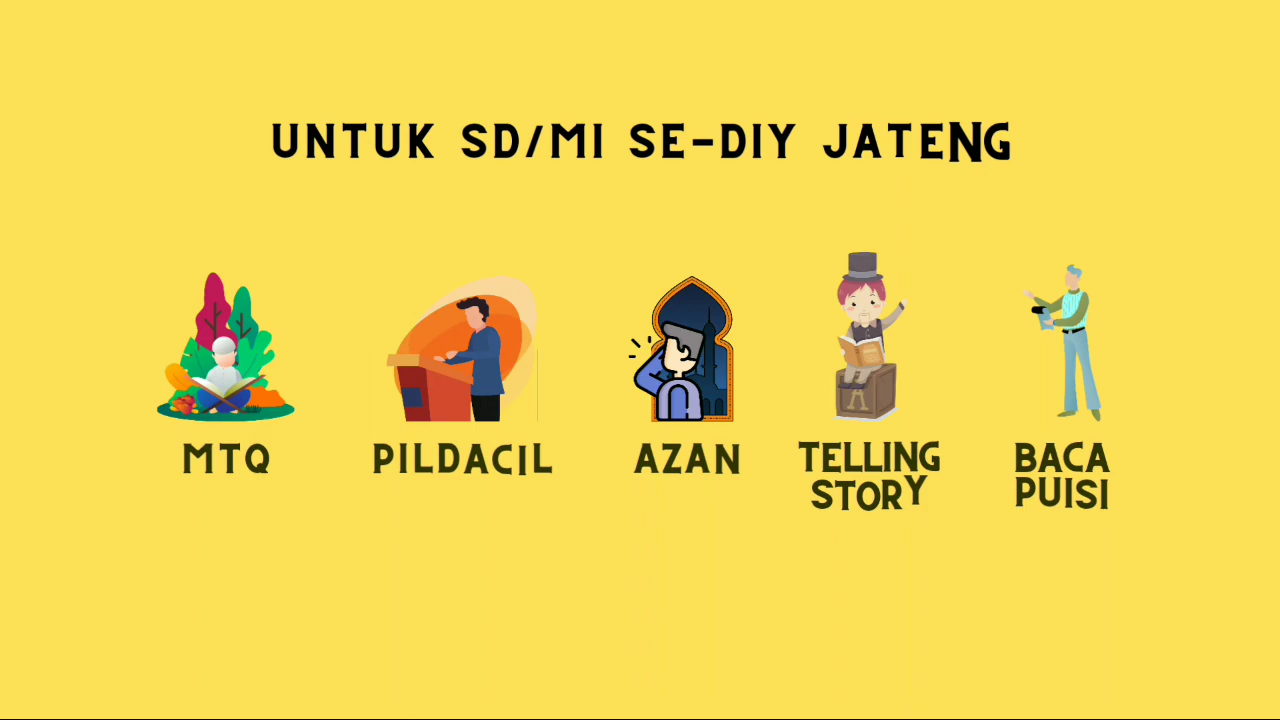 UNTUK SD/MI SE-DIY JATENG
MTQ
PILDACIL
AZAN
TELLING
STORY
BACA
PUISI